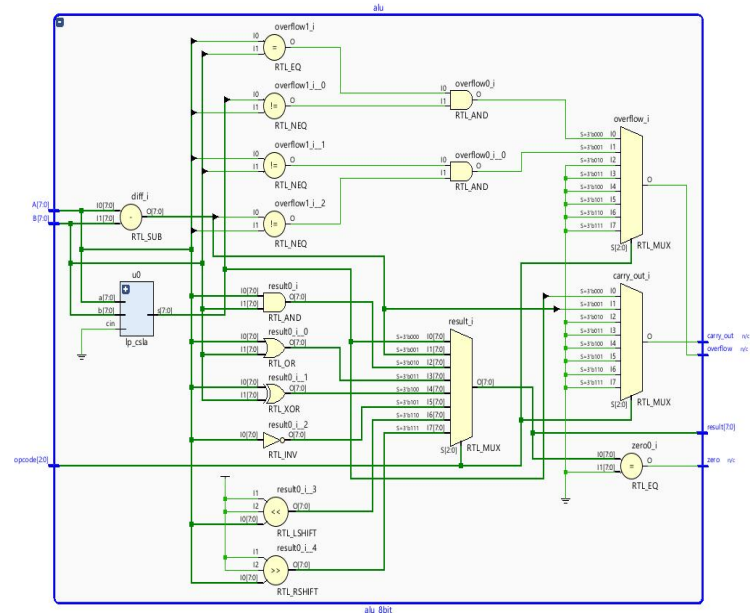 alu
overflow1_i
I0
I1
=
O
RTL_EQ
overflow1_i__0
I0
I1
!=
O
RTL_NEQ
overflow0_i
I0
I1
O
RTL_AND
overflow1_i__1
I0
I1
!=
O
RTL_NEQ
overflow0_i__0
I0
I1
O
RTL_AND
overflow1_i__2
I0
I1
!=
O
RTL_NEQ
overflow_i
S=3'b000 I0
S=3'b001 I1
S=3'b010 I2
S=3'b011 I3
S=3'b100 I4
S=3'b101 I5
S=3'b110 I6
S=3'b111 I7
O
S[2:0]
RTL_MUX
A[7:0]
B[7:0]
diff_i
I0[7:0]
I1[7:0]
-
O[7:0]
RTL_SUB
u0
a[7:0]
b[7:0]
cin
s[7:0]
lp_csla
result0_i
I0[7:0]
I1[7:0]
O[7:0]
RTL_AND
result0_i__0
I0[7:0]
I1[7:0]
O[7:0]
RTL_OR
result0_i__1
I0[7:0]
I1[7:0]
O[7:0]
RTL_XOR
result0_i__2
I0[7:0]
O[7:0]
RTL_INV
result_i
S=3'b000 I0[7:0]
S=3'b001 I1[7:0]
S=3'b010 I2[7:0]
S=3'b011 I3[7:0]
S=3'b100 I4[7:0]
S=3'b101 I5[7:0]
S=3'b110 I6[7:0]
S=3'b111 I7[7:0]
O[7:0]
S[2:0]
RTL_MUX
carry_out_i
S=3'b000 I0
S=3'b001 I1
S=3'b010 I2
S=3'b011 I3
S=3'b100 I4
S=3'b101 I5
S=3'b110 I6
S=3'b111 I7
O
S[2:0]
RTL_MUX
carry_out n/c
overflow n/c
result[7:0]
opcode[2:0]
zero0_i
I0[7:0]
I1[7:0]
=
O
RTL_EQ
zero n/c
result0_i__3
I1
I2
I0[7:0]
<<
O[7:0]
RTL_LSHIFT
result0_i__4
I1
I2
I0[7:0]
>>
O[7:0]
RTL_RSHIFT
alu_8bit